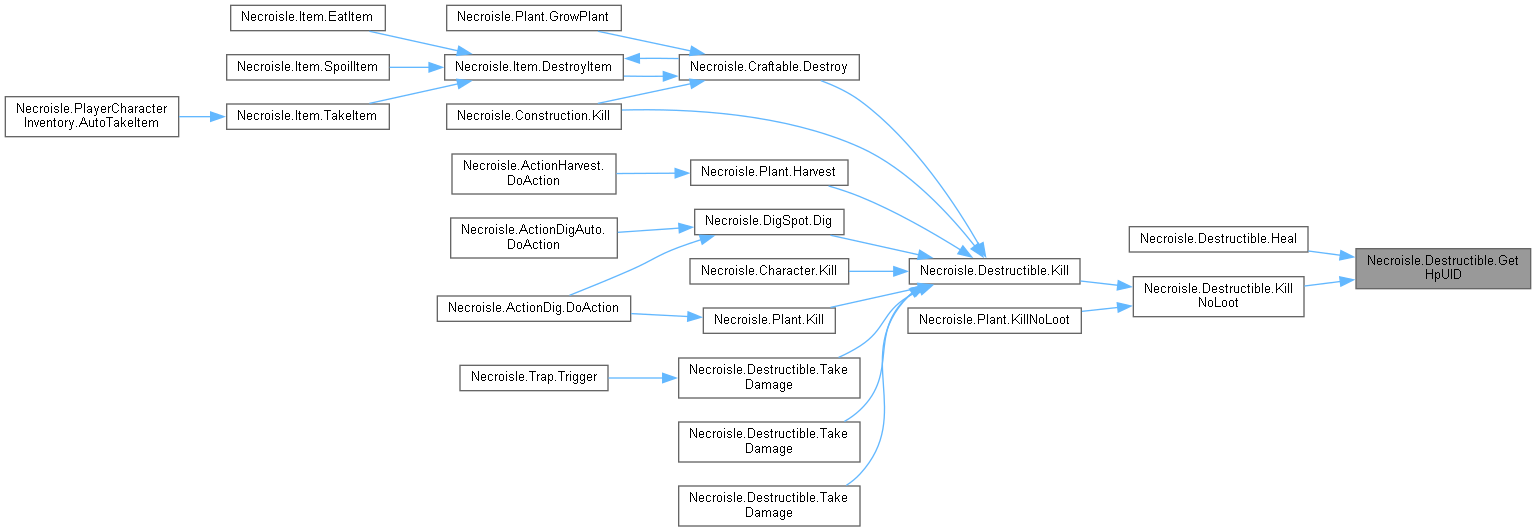 Necroisle.Item.EatItem
Necroisle.Plant.GrowPlant
Necroisle.Item.SpoilItem
Necroisle.Item.DestroyItem
Necroisle.Craftable.Destroy
Necroisle.PlayerCharacter
Inventory.AutoTakeItem
Necroisle.Item.TakeItem
Necroisle.Construction.Kill
Necroisle.ActionHarvest.
DoAction
Necroisle.Plant.Harvest
Necroisle.ActionDigAuto.
DoAction
Necroisle.DigSpot.Dig
Necroisle.Character.Kill
Necroisle.Destructible.Kill
Necroisle.Destructible.Heal
Necroisle.Destructible.Get
HpUID
Necroisle.Destructible.Kill
NoLoot
Necroisle.ActionDig.DoAction
Necroisle.Plant.Kill
Necroisle.Plant.KillNoLoot
Necroisle.Trap.Trigger
Necroisle.Destructible.Take
Damage
Necroisle.Destructible.Take
Damage
Necroisle.Destructible.Take
Damage